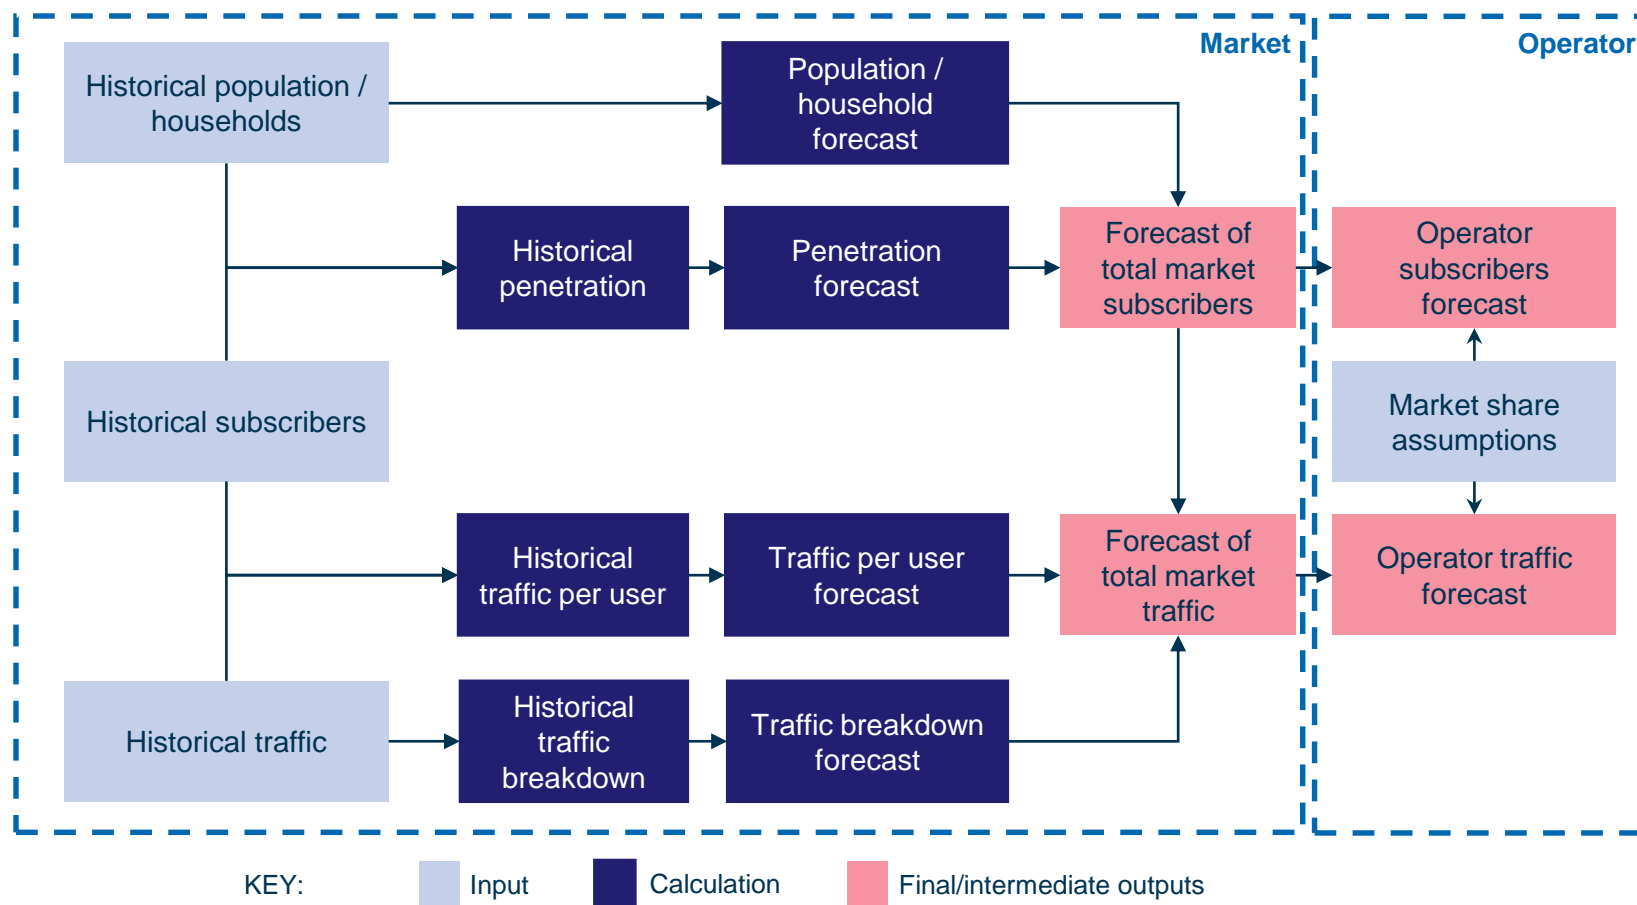 Market
Operator
Historical population /
households
Population /
household
forecast
Historical
penetration
Penetration
forecast
Forecast of
total market
subscribers
Operator
subscribers
forecast
Historical subscribers
Market share
assumptions
Historical
traffic per user
Traffic per user
forecast
Forecast of
total market
traffic
Operator traffic
forecast
Historical traffic
Historical
traffic
breakdown
Traffic breakdown
forecast
KEY:
Input
Calculation
Final/intermediate outputs